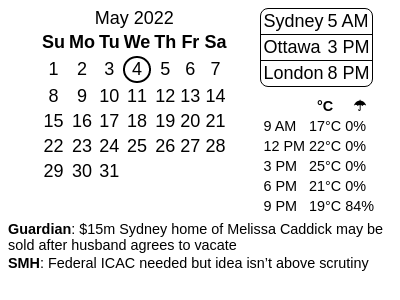 May 2022
Su Mo Tu We Th Fr Sa
1 2 3 4 5 6 7
8 9 10 11 12 13 14
15 16 17 18 19 20 21
22 23 24 25 26 27 28
29 30 31
Sydney 5 AM
Ottawa 3 PM
London 8 PM
°C ☂
9 AM 17°C 0%
12 PM 22°C 0%
3 PM 25°C 0%
6 PM 21°C 0%
9 PM 19°C 84%
Guardian: $15m Sydney home of Melissa Caddick may be
sold after husband agrees to vacate
SMH: Federal ICAC needed but idea isn't above scrutiny